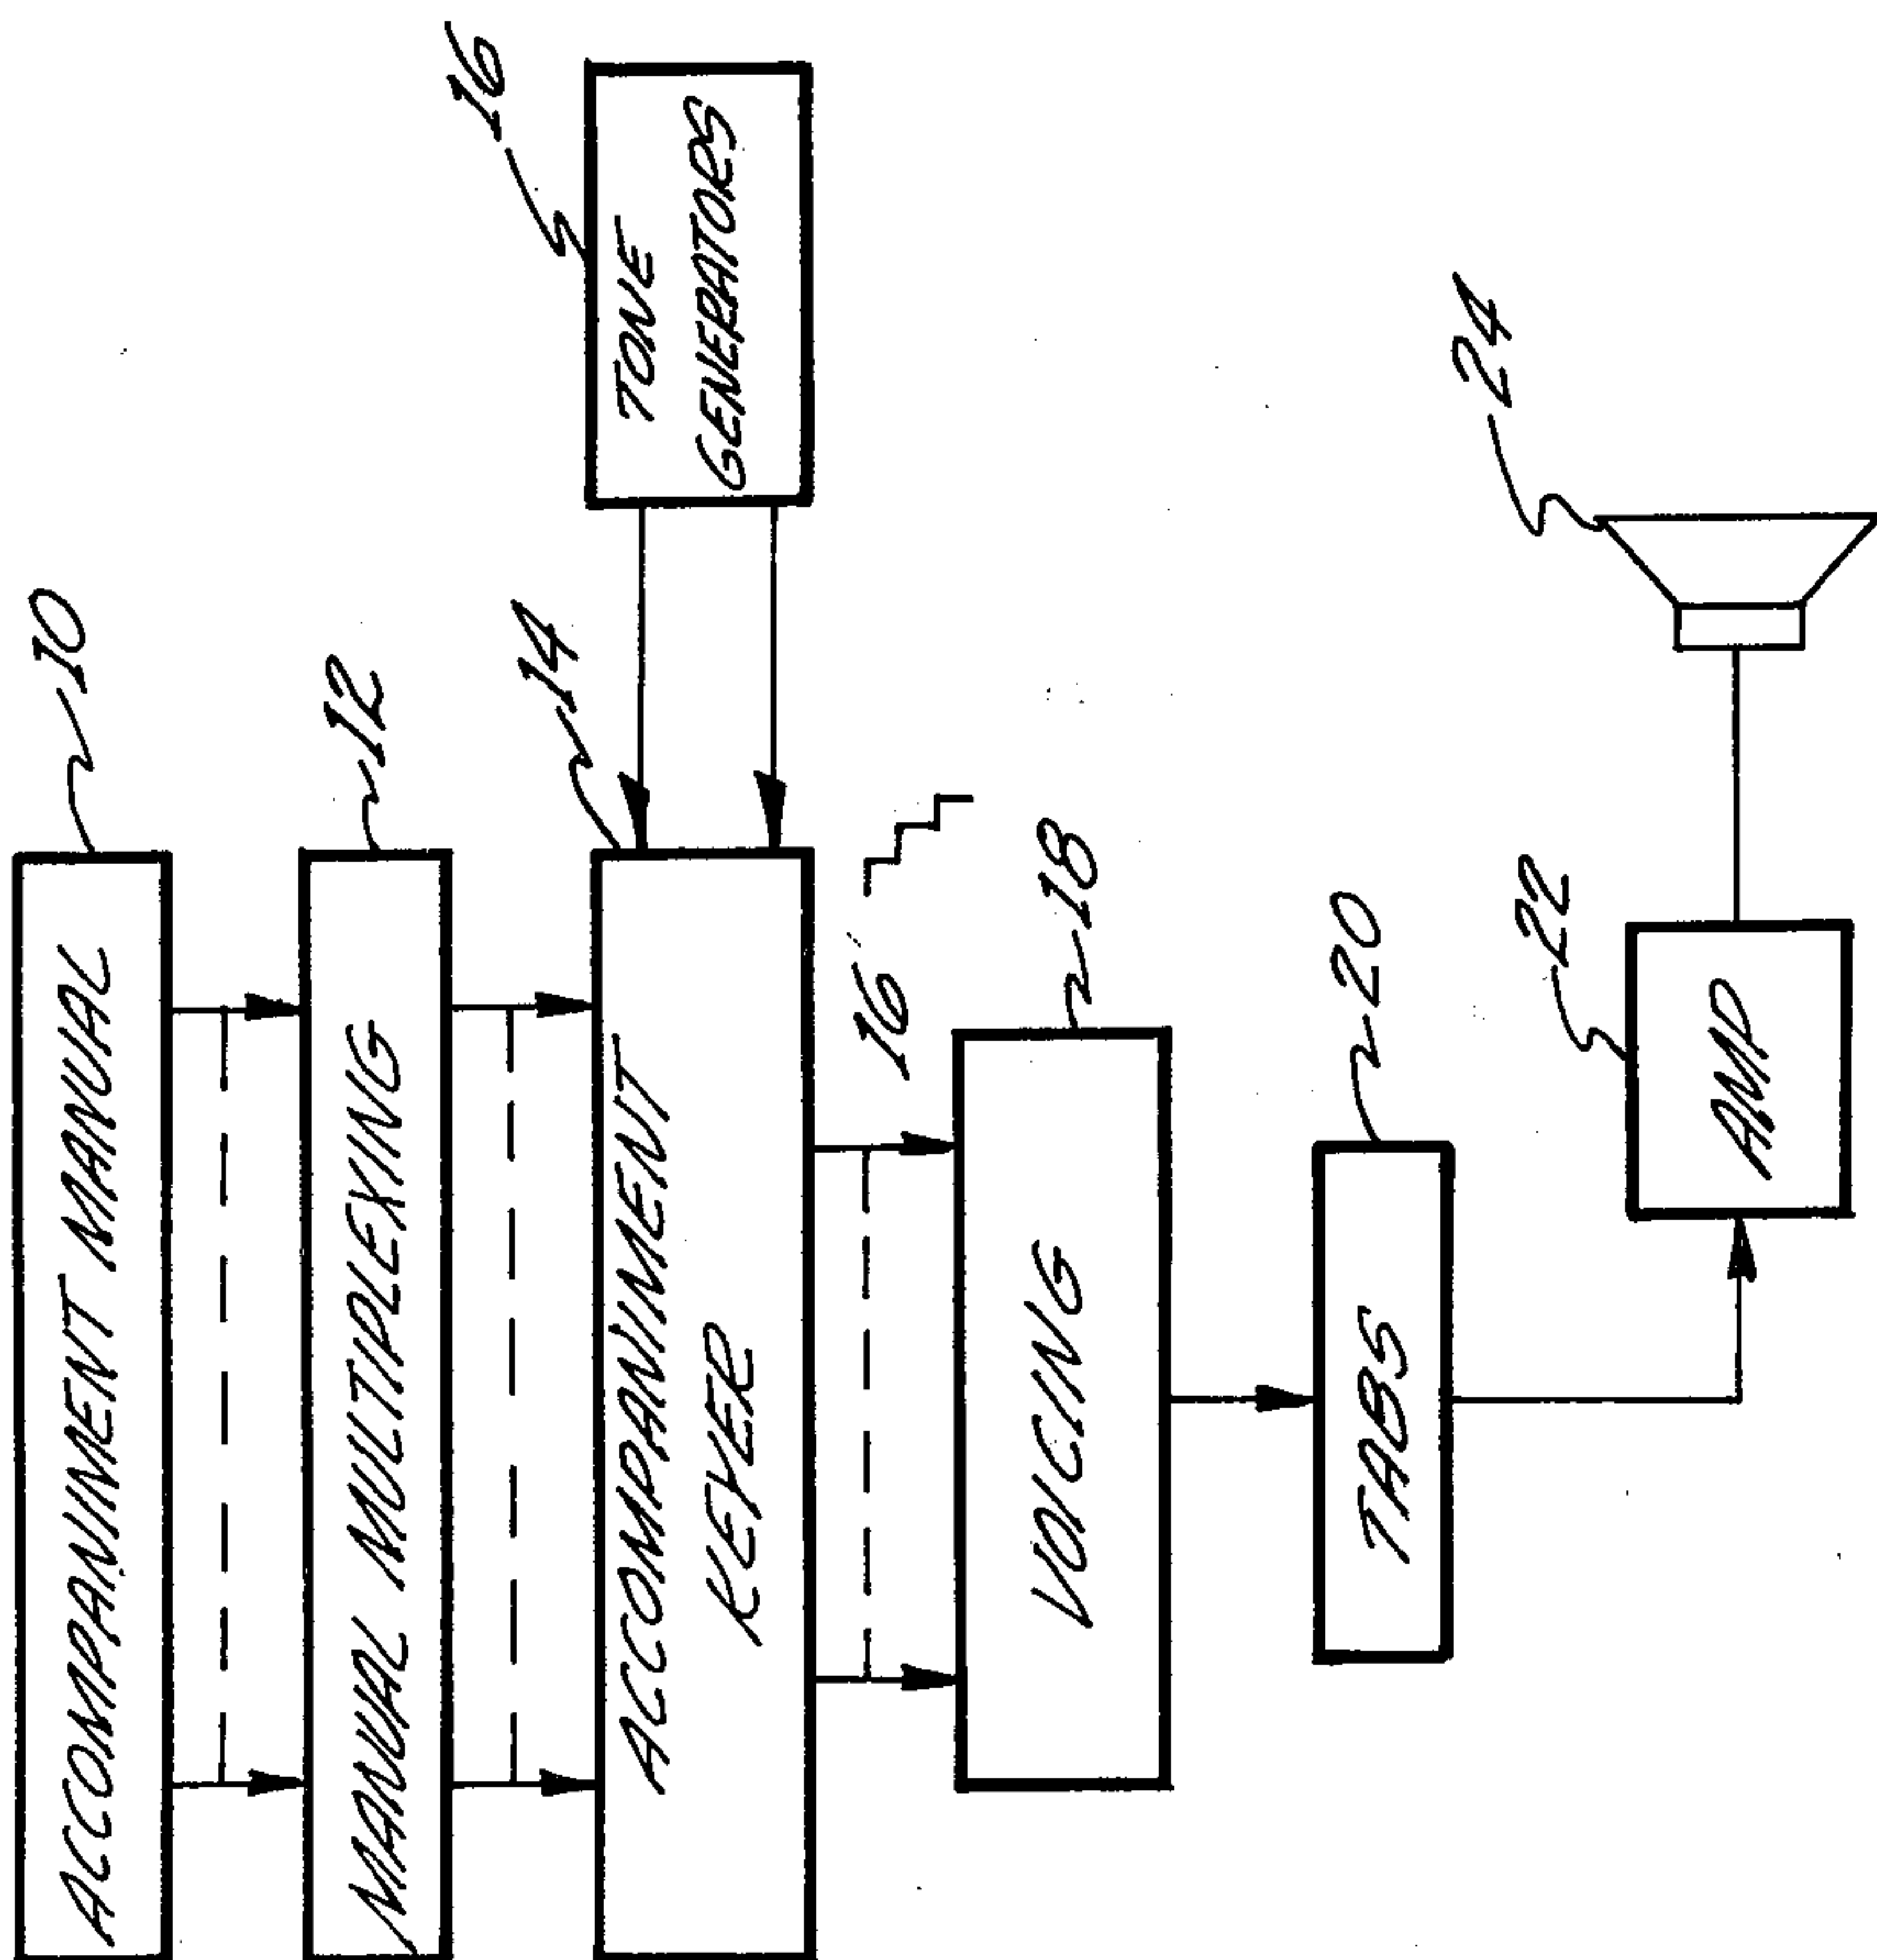 ACCOMPANIMENT MANUAL
10
MANUAL MULTIPLEXING
12
ACCOMPANIMENT
KEYER
14
TONE
GENERATORS
16
16'
VOICING
18
TABS
20
AMP
22
24